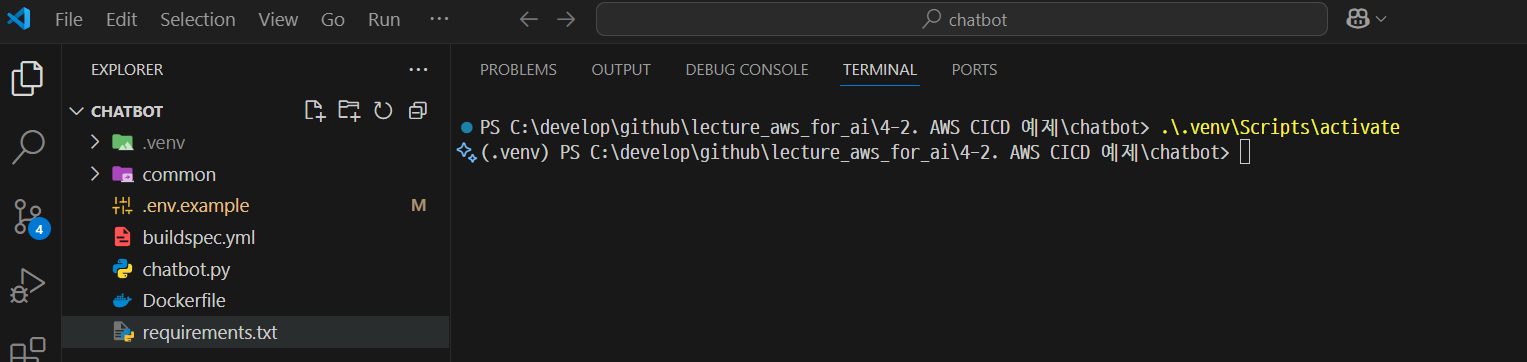 File Edit Selection View Go Run ··· chatbot
EXPLORER ···
CHATBOT
.venv
common
.env.example M
buildspec.yml
chatbot.py
Dockerfile
requirements.txt
4
PROBLEMS OUTPUT DEBUG CONSOLE TERMINAL PORTS
PS C:\develop\github\lecture_aws_for_ai\4-2. AWS CICD 예제\chatbot> .\.venv\Scripts\activate
(.venv) PS C:\develop\github\lecture_aws_for_ai\4-2. AWS CICD 예제\chatbot>